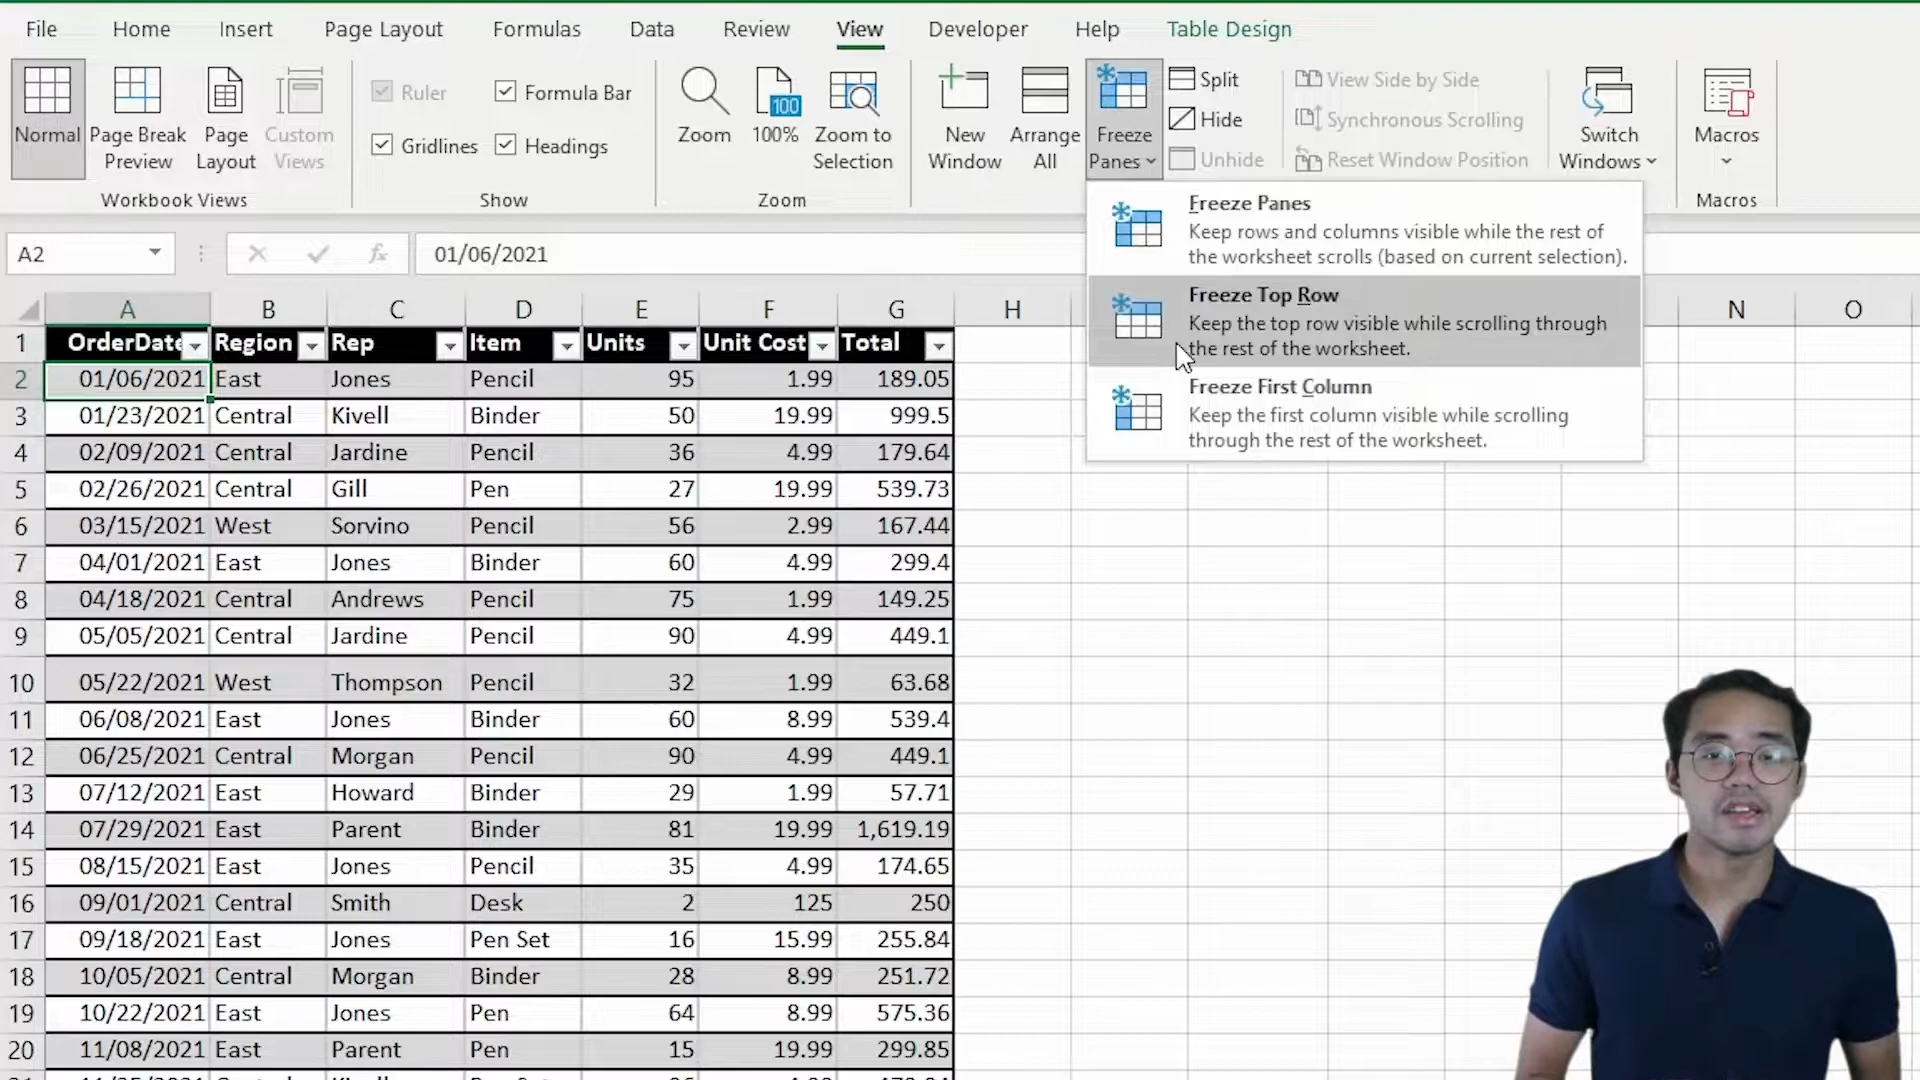 File Home Insert Page Layout Formulas Data Review View Developer Help Table Design
Normal Page Break Preview Page Layout Custom Views
Workbook Views
Ruler Formula Bar
Gridlines Headings
Show
Zoom 100 100% Zoom to Selection
Zoom
New Window Arrange All Freeze Panes
Split
Hide
Unhide
View Side by Side
Synchronous Scrolling
Reset Window Position
Switch Windows
Macros
Macros
Freeze Panes
Keep rows and columns visible while the rest of
the worksheet scrolls (based on current selection).
Freeze Top Row
Keep the top row visible while scrolling through
the rest of the worksheet.
Freeze First Column
Keep the first column visible while scrolling
through the rest of the worksheet.
A2 fx 01/06/2021
A B C D E F G H N O
1 OrderDate Region Rep Item Units Unit Cost Total
2 01/06/2021 East Jones Pencil 95 1.99 189.05
3 01/23/2021 Central Kivell Binder 50 19.99 999.5
4 02/09/2021 Central Jardine Pencil 36 4.99 179.64
5 02/26/2021 Central Gill Pen 27 19.99 539.73
6 03/15/2021 West Sorvino Pencil 56 2.99 167.44
7 04/01/2021 East Jones Binder 60 4.99 299.4
8 04/18/2021 Central Andrews Pencil 75 1.99 149.25
9 05/05/2021 Central Jardine Pencil 90 4.99 449.1
10 05/22/2021 West Thompson Pencil 32 1.99 63.68
11 06/08/2021 East Jones Binder 60 8.99 539.4
12 06/25/2021 Central Morgan Pencil 90 4.99 449.1
13 07/12/2021 East Howard Binder 29 1.99 57.71
14 07/29/2021 East Parent Binder 81 19.99 1,619.19
15 08/15/2021 East Jones Pencil 35 4.99 174.65
16 09/01/2021 Central Smith Desk 2 125 250
17 09/18/2021 East Jones Pen Set 16 15.99 255.84
18 10/05/2021 Central Morgan Binder 28 8.99 251.72
19 10/22/2021 East Jones Pen 64 8.99 575.36
20 11/08/2021 East Parent Pen 15 19.99 299.85